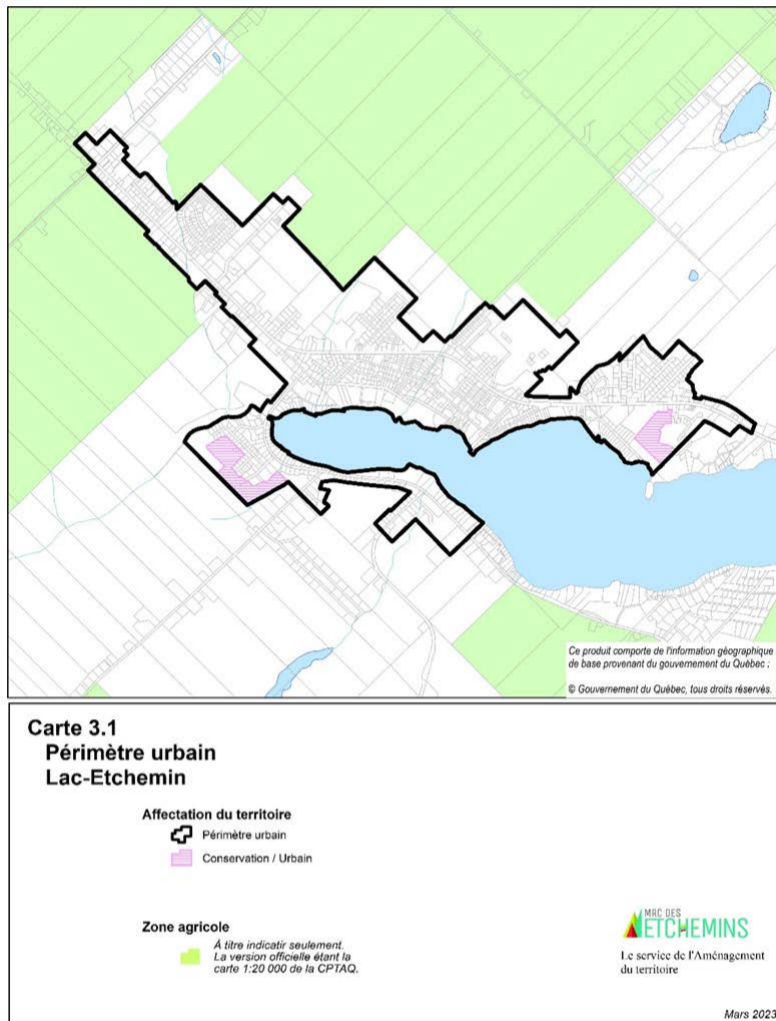 Ce produit comporte de l'information géographique
de base provenant du gouvernement du Québec ;
© Gouvernement du Québec, tous droits réservés.
Carte 3.1
Périmètre urbain
Lac-Etchemin
Affectation du territoire
Périmètre urbain
Conservation / Urbain
Zone agricole
À titre indicatir seulement.
La version officielle étant la
carte 1:20 000 de la CPTAQ.
MRC DES
ETCHEMINS
Le service de l'Aménagement
du territoire
Mars 2023